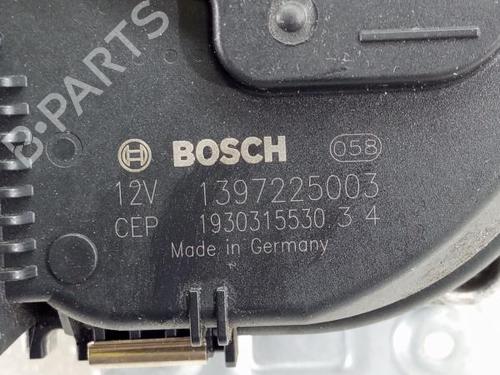 B-PARTS
BOSCH 058
12V 1397225003
CEP 1930315530 3 4
Made in Germany